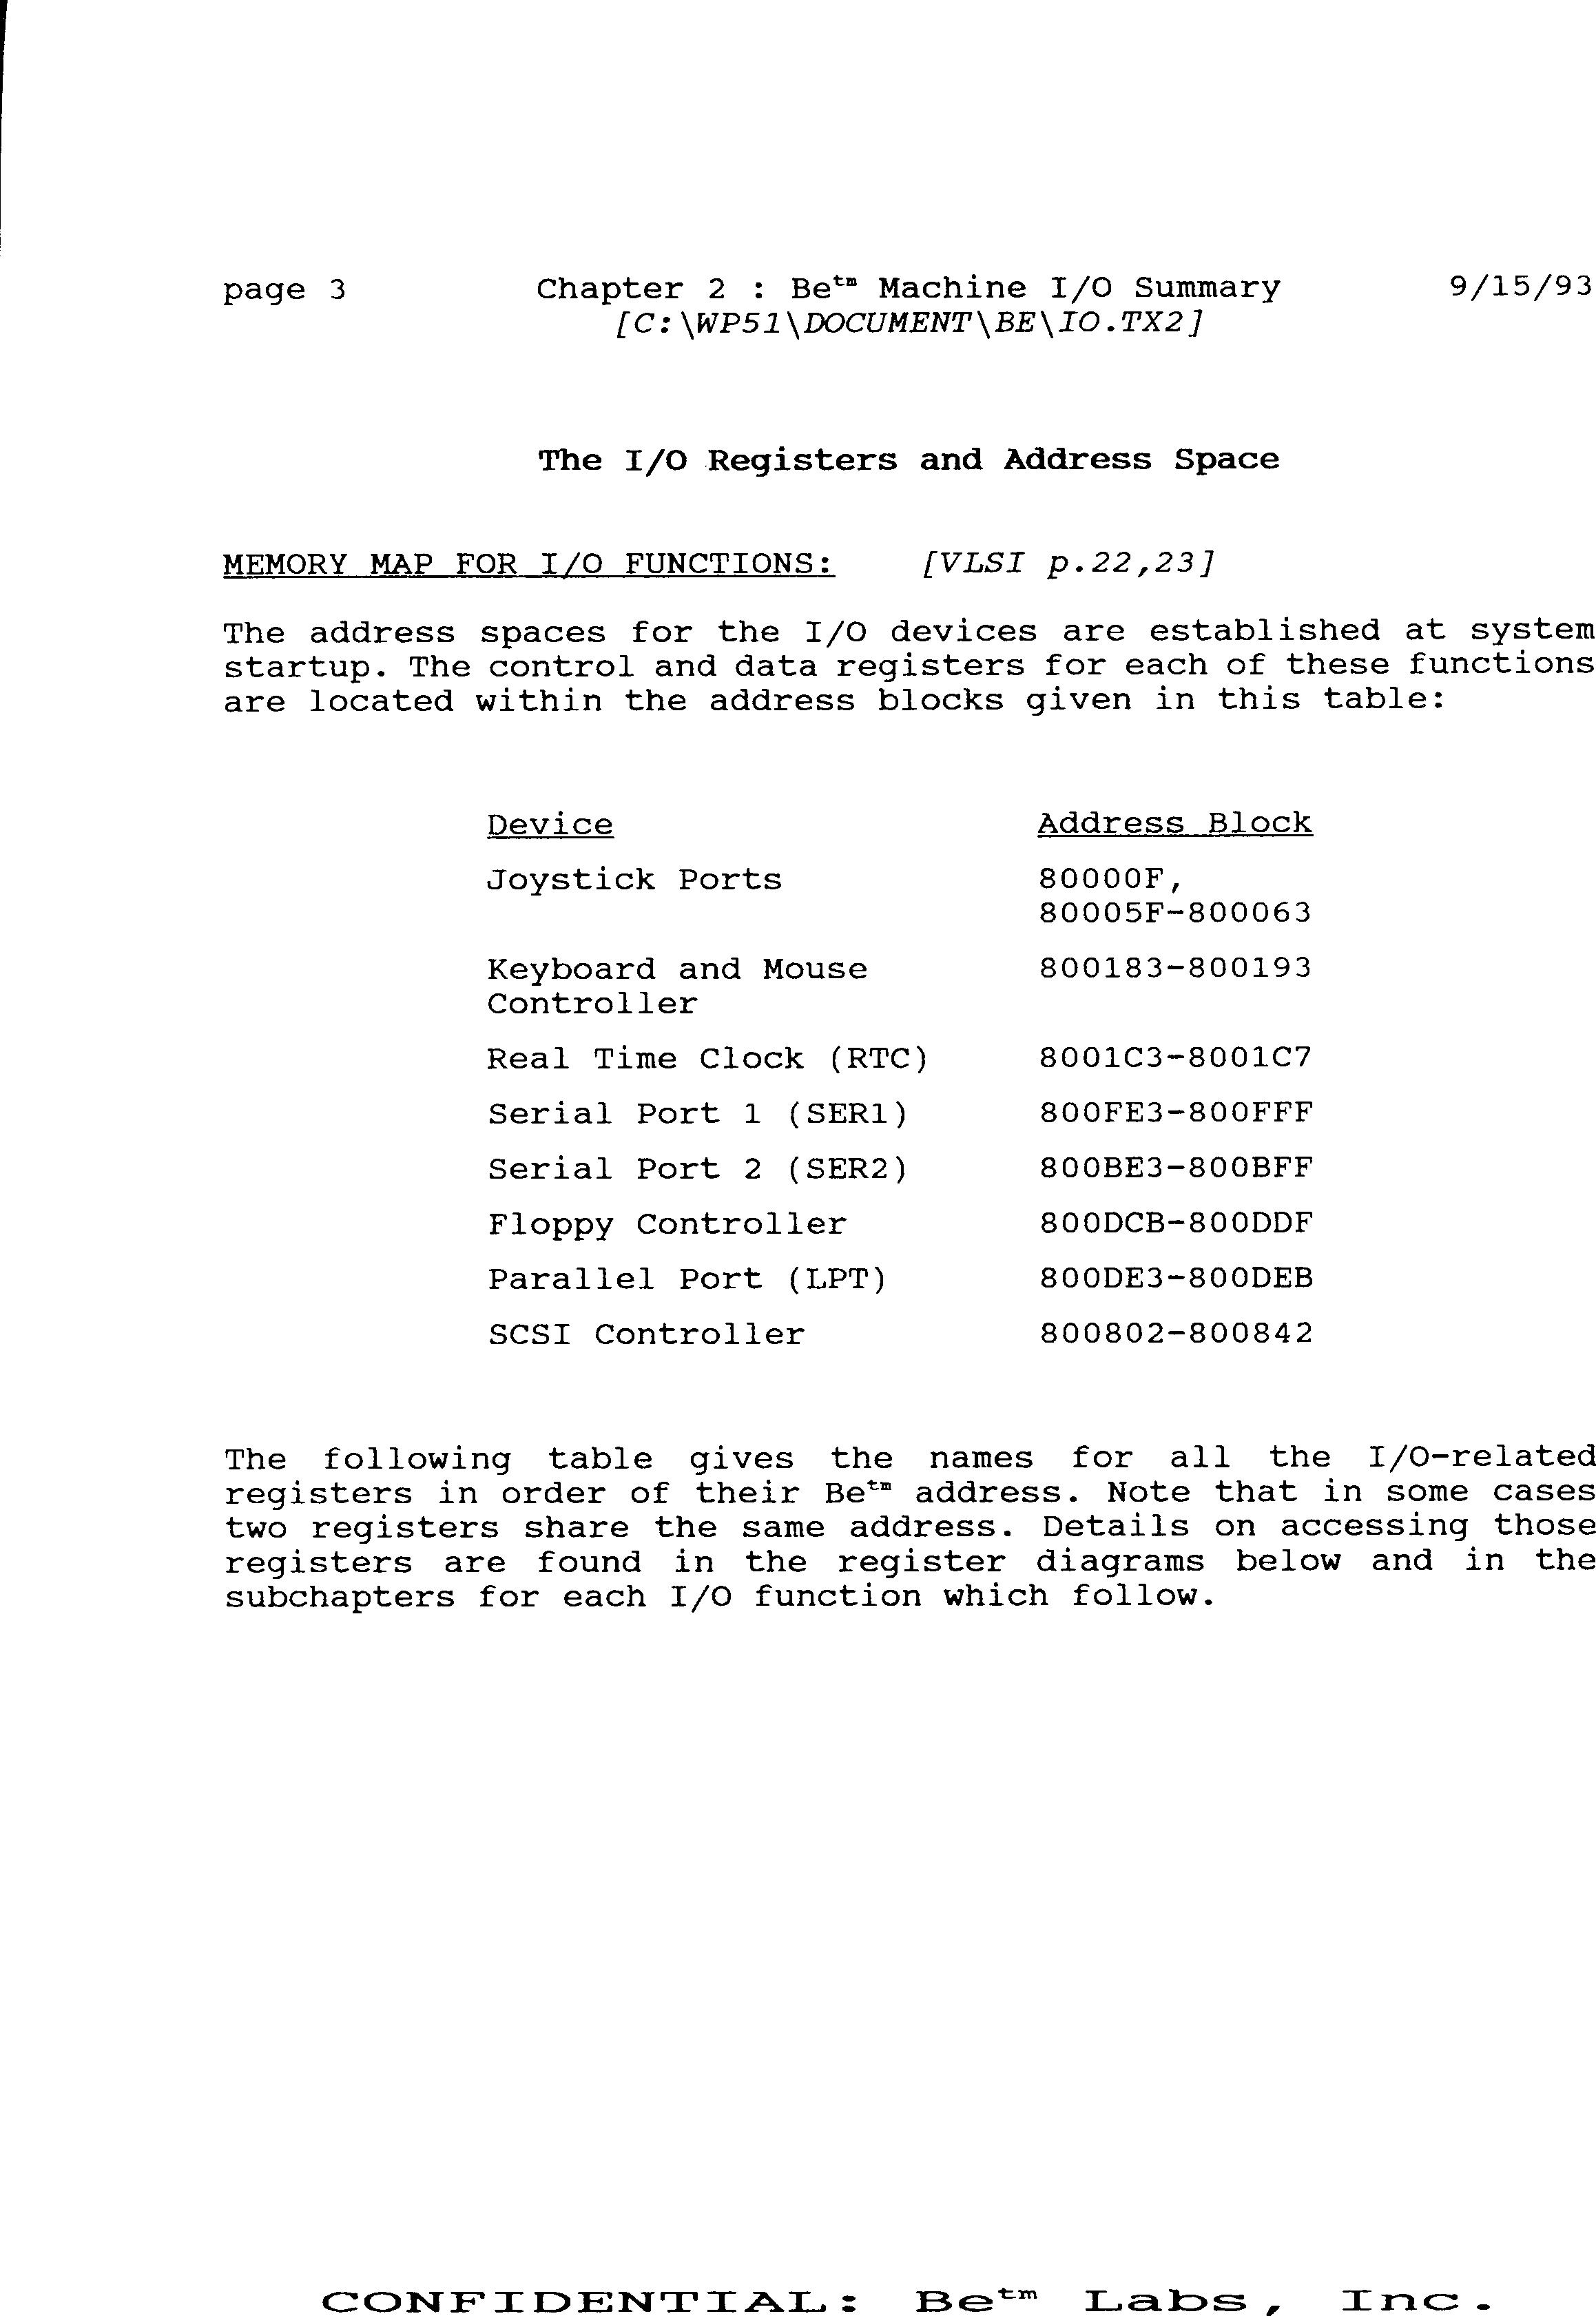 page 3 Chapter 2 : Be™ Machine I/O Summary 9/15/93
[C:\WP51\DOCUMENT\BE\IO.TX2]
The I/O Registers and Address Space
MEMORY MAP FOR I/O FUNCTIONS: [VLSI p.22,23]
The address spaces for the I/O devices are established at system
startup. The control and data registers for each of these functions
are located within the address blocks given in this table:
Device Address Block
Joystick Ports 80000F,
80005F-800063
Keyboard and Mouse 800183-800193
Controller
Real Time Clock (RTC) 8001C3-8001C7
Serial Port 1 (SER1) 800FE3-800FFF
Serial Port 2 (SER2) 800BE3-800BFF
Floppy Controller 800DCB-800DDF
Parallel Port (LPT) 800DE3-800DEB
SCSI Controller 800802-800842
The following table gives the names for all the I/O-related
registers in order of their Be™ address. Note that in some cases
two registers share the same address. Details on accessing those
registers are found in the register diagrams below and in the
subchapters for each I/O function which follow.
CONFIDENTIAL: Be™ Labs, Inc.